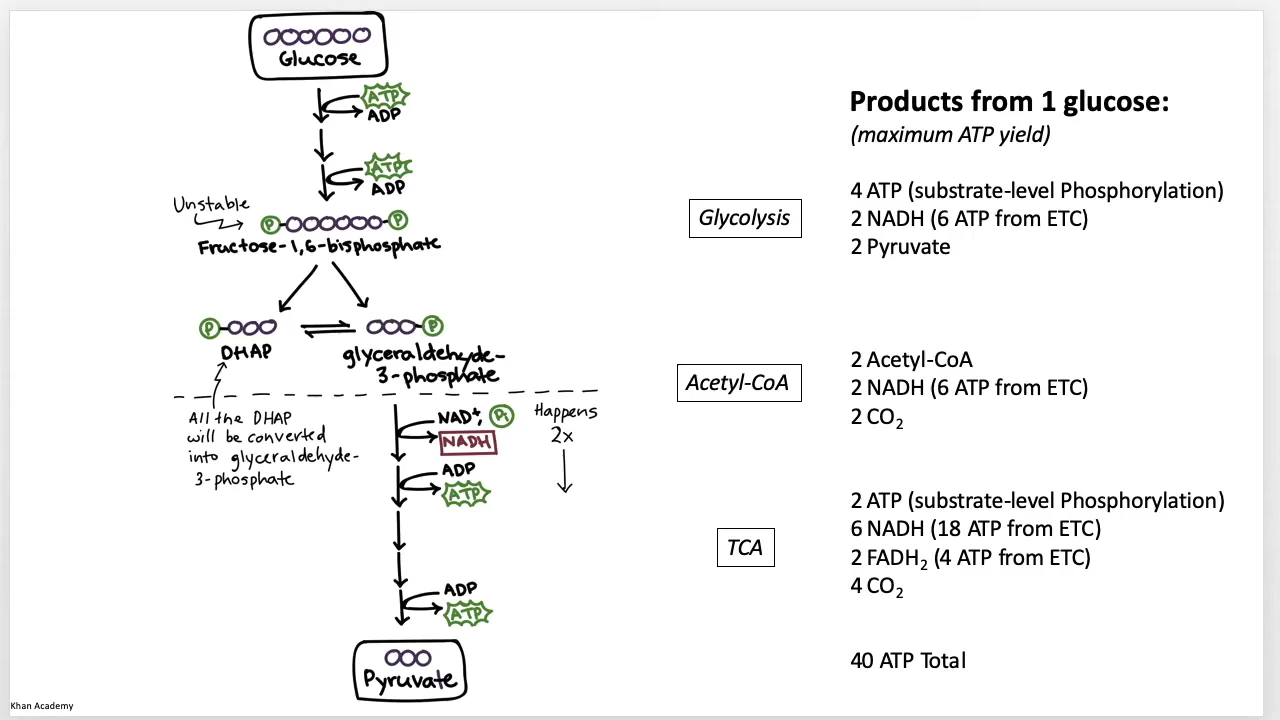 Glucose
ATP
ADP
ATP
ADP
Unstable
P P
Fructose-1,6-bisphosphate
P P
DHAP
glyceraldehyde-
3-phosphate
All the DHAP
will be converted
into glyceraldehyde-
3-phosphate
NAD+, Pi
NADH
Happens
2x
ADP
ATP
ADP
ATP
Pyruvate
Khan Academy
Products from 1 glucose:
(maximum ATP yield)
Glycolysis
4 ATP (substrate-level Phosphorylation)
2 NADH (6 ATP from ETC)
2 Pyruvate
Acetyl-CoA
2 Acetyl-CoA
2 NADH (6 ATP from ETC)
2 CO₂
TCA
2 ATP (substrate-level Phosphorylation)
6 NADH (18 ATP from ETC)
2 FADH₂ (4 ATP from ETC)
4 CO₂
40 ATP Total